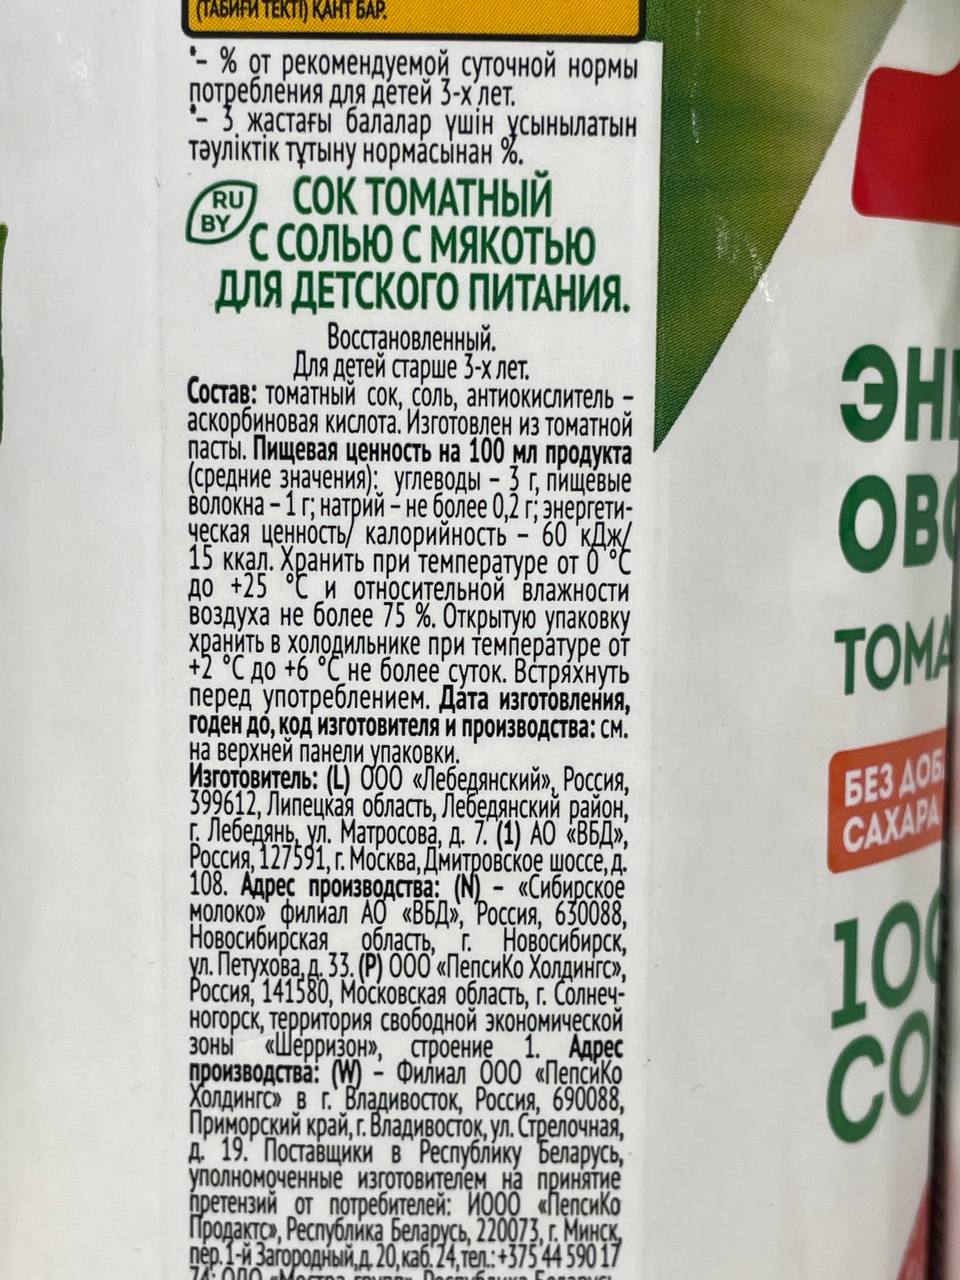 (ТАБИҒИ ТЕКТІ) ҚАНТ БАР.
*– % от рекомендуемой суточной нормы
потребления для детей 3-х лет.
*– 3 жастағы балалар үшін ұсынылатын
тәуліктік тұтыну нормасынан %.
RU
BY
СОК ТОМАТНЫЙ
С СОЛЬЮ С МЯКОТЬЮ
ДЛЯ ДЕТСКОГО ПИТАНИЯ.
Восстановленный.
Для детей старше 3-х лет.
Состав: томатный сок, соль, антиокислитель –
аскорбиновая кислота. Изготовлен из томатной
пасты. Пищевая ценность на 100 мл продукта
(средние значения): углеводы – 3 г, пищевые
волокна – 1 г; натрий – не более 0,2 г; энергети-
ческая ценность/ калорийность – 60 кДж/
15 ккал. Хранить при температуре от 0 °С
до +25 °С и относительной влажности
воздуха не более 75 %. Открытую упаковку
хранить в холодильнике при температуре от
+2 °С до +6 °С не более суток. Встряхнуть
перед употреблением. Дата изготовления,
годен до, код изготовителя и производства: см.
на верхней панели упаковки.
Изготовитель: (L) ООО «Лебедянский», Россия,
399612, Липецкая область, Лебедянский район,
г. Лебедянь, ул. Матросова, д. 7. (1) АО «ВБД»,
Россия, 127591, г. Москва, Дмитровское шоссе, д.
108. Адрес производства: (N) – «Сибирское
молоко» филиал АО «ВБД», Россия, 630088,
Новосибирская область, г. Новосибирск,
ул. Петухова, д. 33. (P) ООО «ПепсиКо Холдингс»,
Россия, 141580, Московская область, г. Солнеч-
ногорск, территория свободной экономической
зоны «Шерризон», строение 1. Адрес
производства: (W) – Филиал ООО «ПепсиКо
Холдингс» в г. Владивосток, Россия, 690088,
Приморский край, г. Владивосток, ул. Стрелочная,
д. 19. Поставщики в Республику Беларусь,
уполномоченные изготовителем на принятие
претензий от потребителей: ИООО «ПепсиКо
Продактс», Республика Беларусь, 220073, г. Минск,
пер. 1-й Загородный, д. 20, каб. 24, тел.: +375 44 590 17
ЭН
ОВО
ТОМА
БЕЗ ДОБ
САХАРА
100
СО